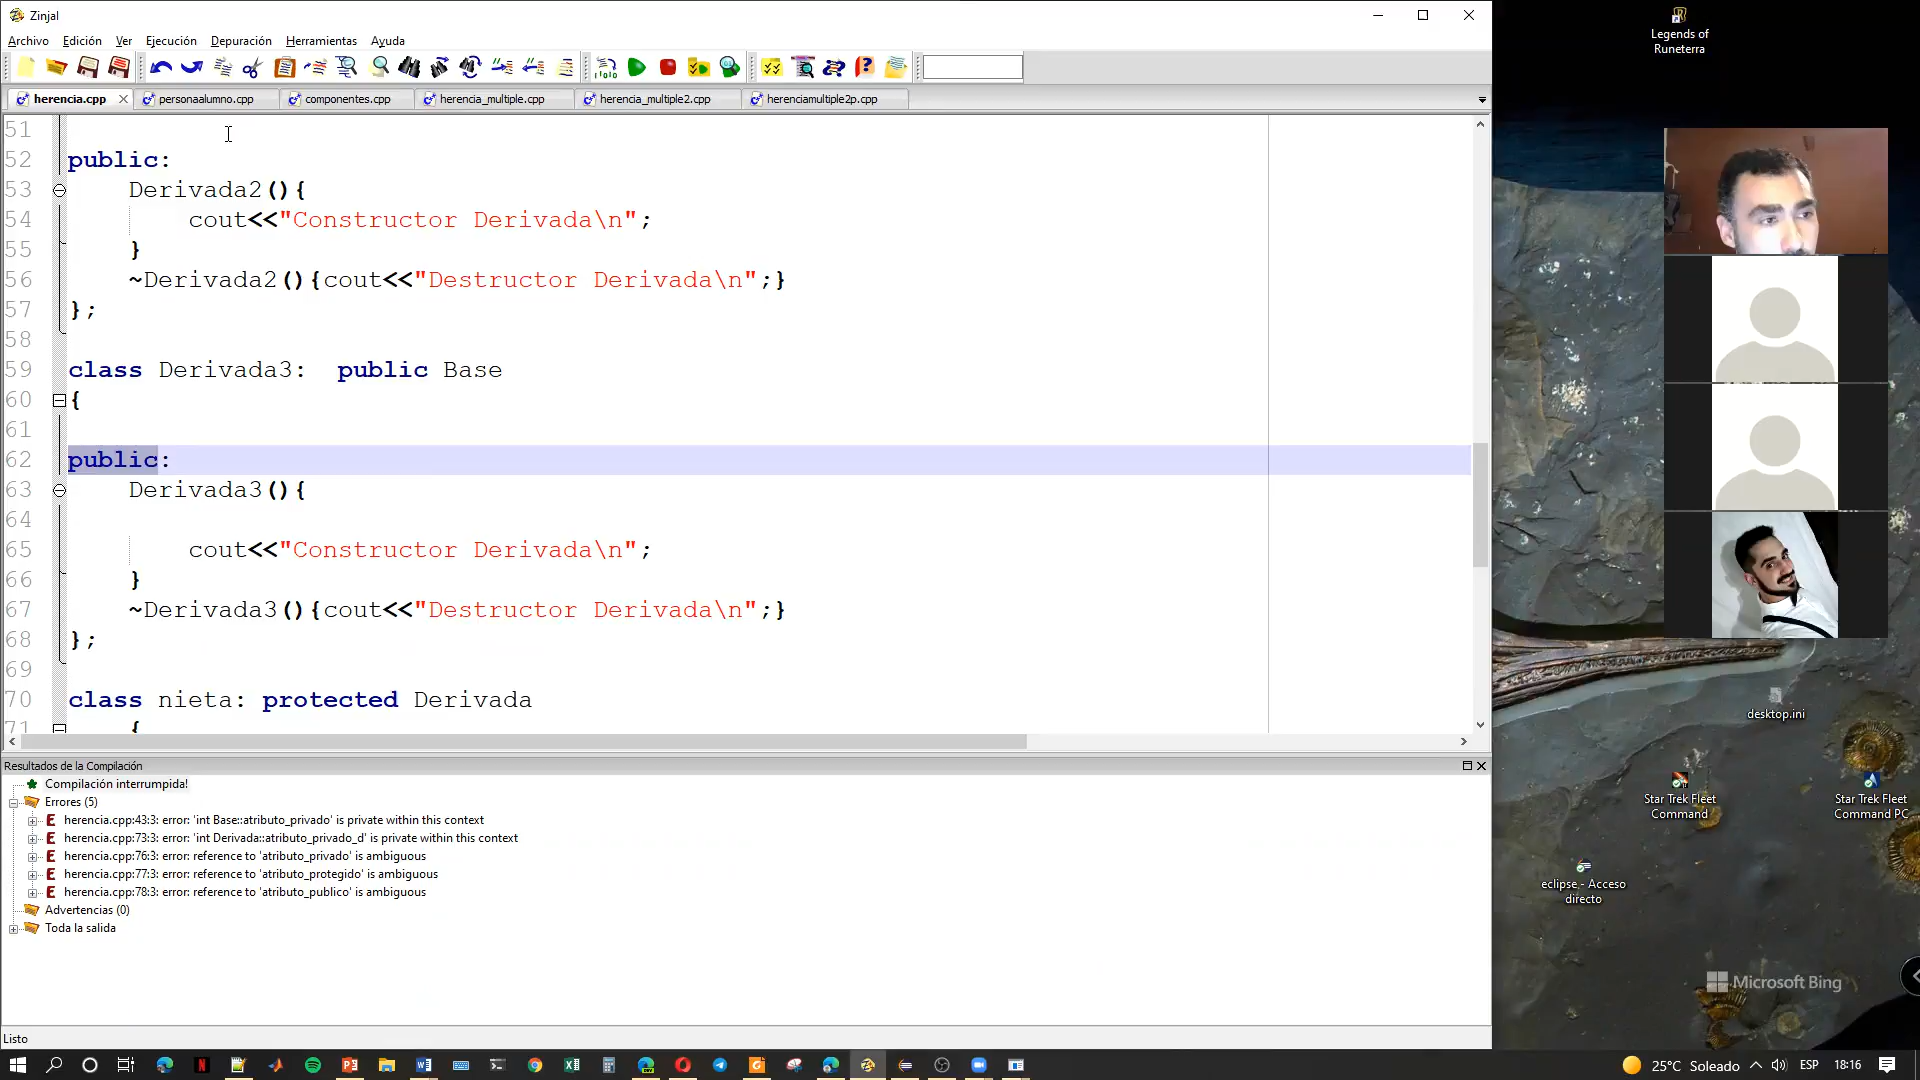 Zinjal
Archivo Edición Ver Ejecución Depuración Herramientas Ayuda
herencia.cpp personaalumno.cpp componentes.cpp herencia_multiple.cpp herencia_multiple2.cpp herenciamultiple2p.cpp
51
52 public:
53 Derivada2(){
54 cout<<"Constructor Derivada\n";
55 }
56 ~Derivada2(){cout<<"Destructor Derivada\n";}
57 };
58
59 class Derivada3:  public Base
60 {
61
62 public:
63 Derivada3(){
64
65 cout<<"Constructor Derivada\n";
66 }
67 ~Derivada3(){cout<<"Destructor Derivada\n";}
68 };
69
70 class nieta: protected Derivada
71 {
Resultados de la Compilación
Compilación interrumpida!
Errores (5)
herencia.cpp:43:3: error: 'int Base::atributo_privado' is private within this context
herencia.cpp:73:3: error: 'int Derivada::atributo_privado_d' is private within this context
herencia.cpp:76:3: error: reference to 'atributo_privado' is ambiguous
herencia.cpp:77:3: error: reference to 'atributo_protegido' is ambiguous
herencia.cpp:78:3: error: reference to 'atributo_publico' is ambiguous
Advertencias (0)
Toda la salida
Listo
Legends of
Runeterra
desktop.ini
Star Trek Fleet
Command
Star Trek Fleet
Command PC
eclipse - Acceso
directo
Microsoft Bing
25°C Soleado ESP 18:16